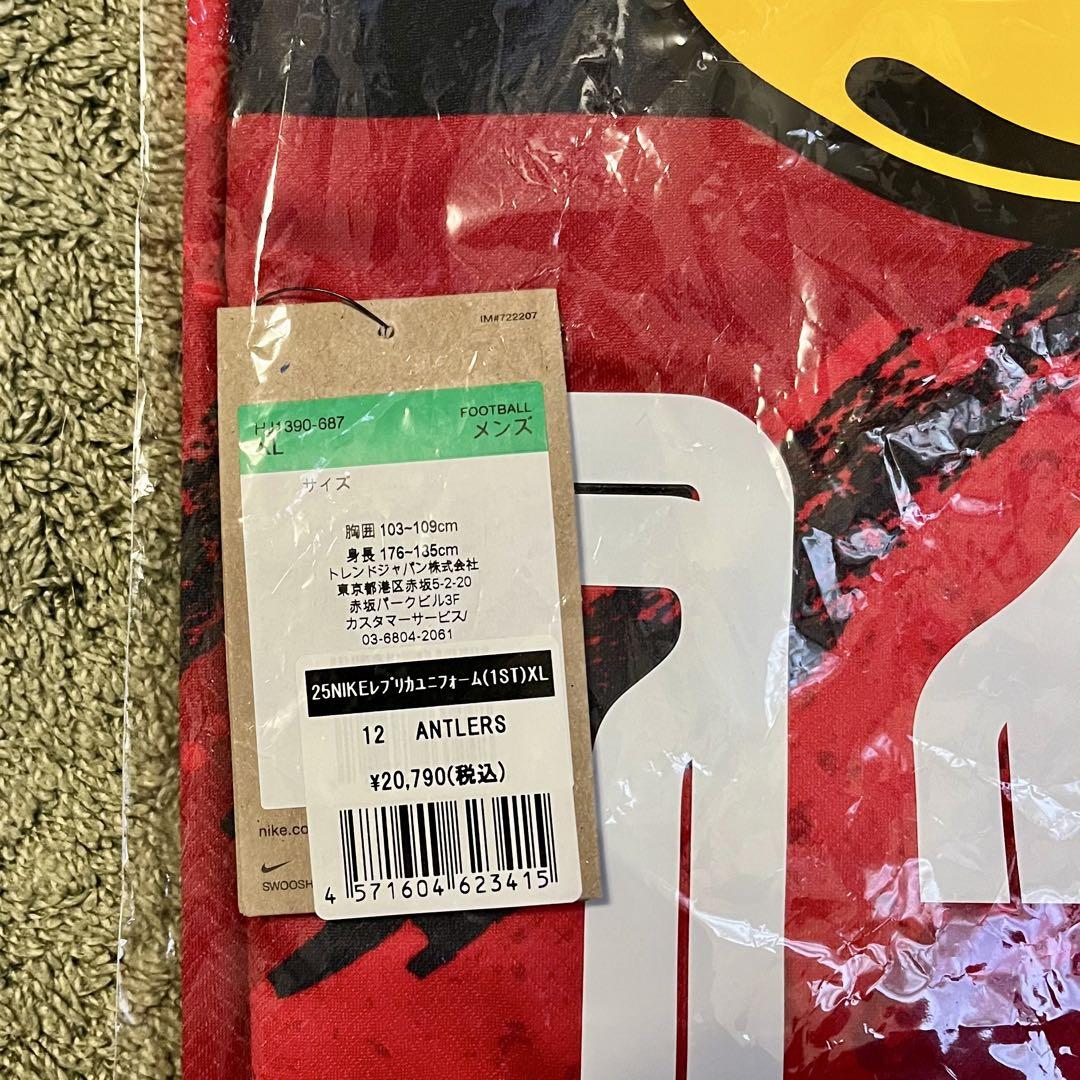 IM#722207
HJ1390-687
FOOTBALL
XL
メンズ
サイズ
胸囲 103~109cm
身長 176~185cm
トレンドジャパン株式会社
東京都港区赤坂5-2-20
赤坂パークビル3F
カスタマーサービス/
03-6804-2061
25NIKEレプリカユニフォーム(1ST)XL
12 ANTLERS
¥20,790(税込)
4 571604 623415
nike.co
SWOOSH